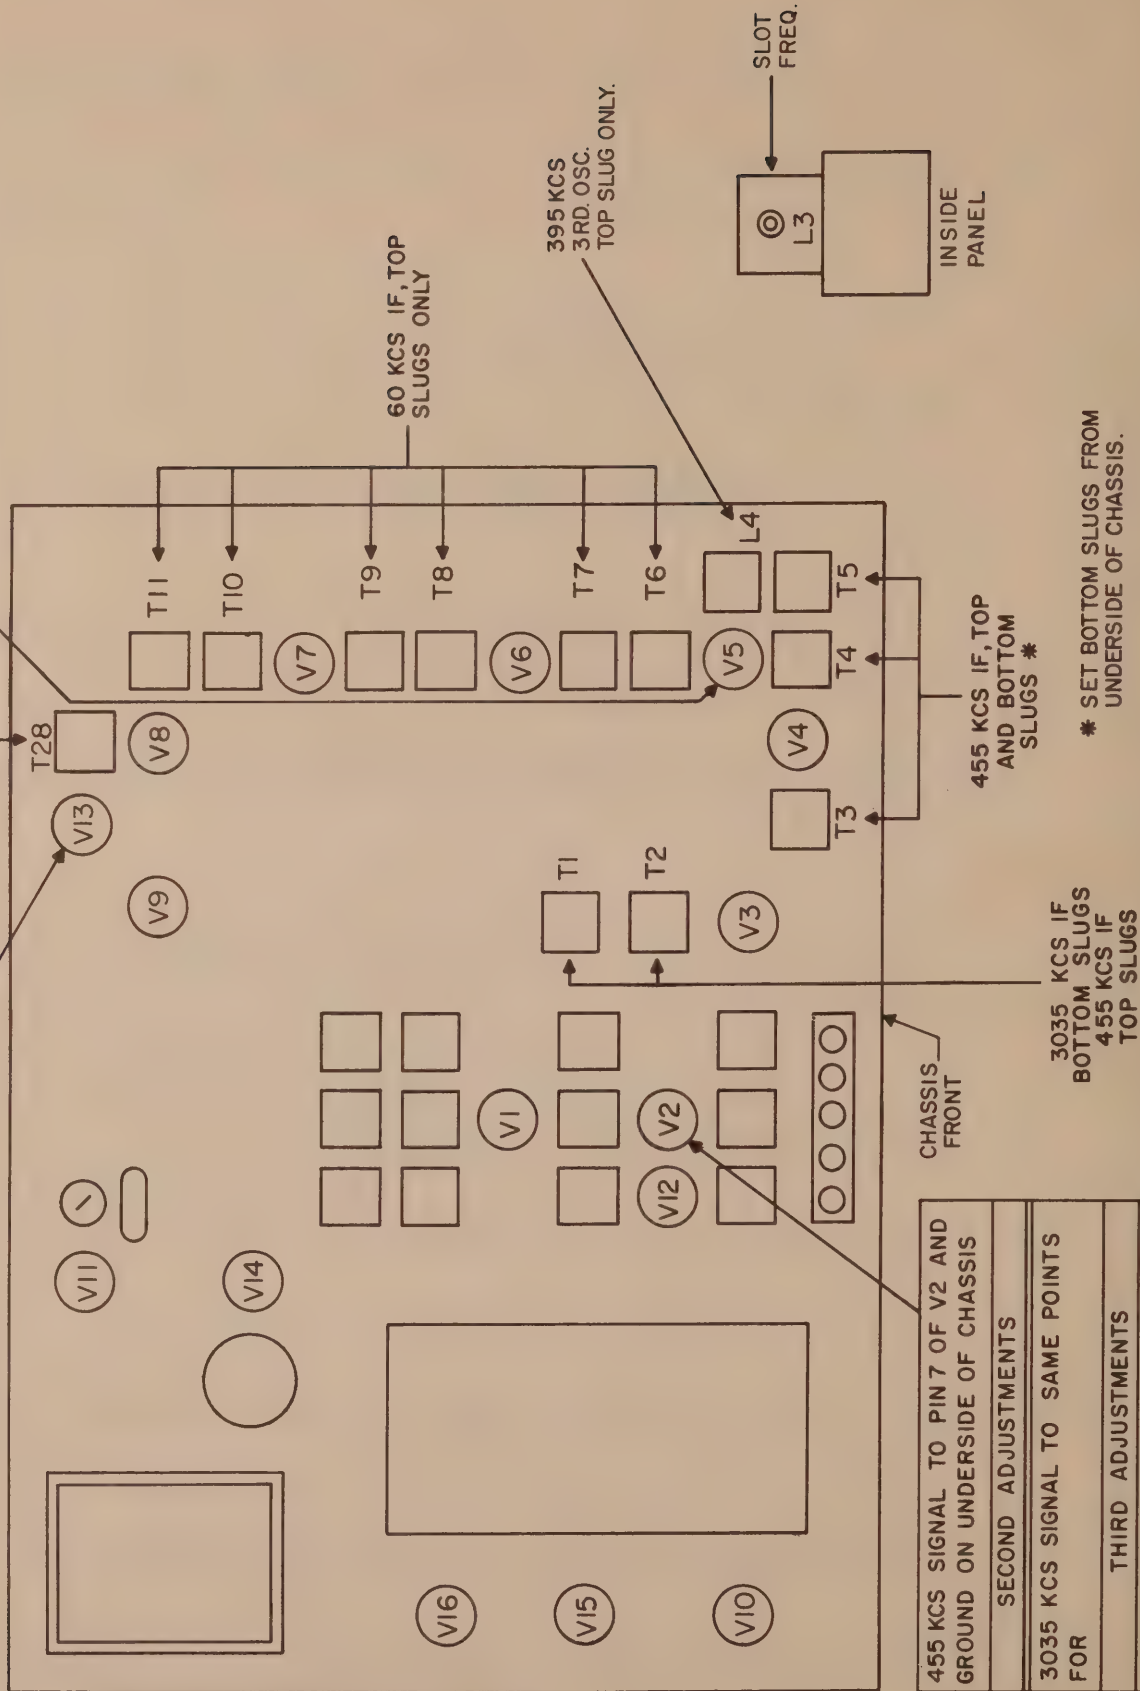 T28
V13
V8
V9
T11
T10
V7
T9
T8
V6
T7
T6
L4
V5
T4
T5
V4
T3
60 KCS IF, TOP
SLUGS ONLY
395 KCS
3RD. OSC.
TOP SLUG ONLY.
SLOT
FREQ.
L3
INSIDE
PANEL
455 KCS IF, TOP
AND BOTTOM
SLUGS *
* SET BOTTOM SLUGS FROM
UNDERSIDE OF CHASSIS.
T1
T2
V3
3035 KCS IF
BOTTOM SLUGS
455 KCS IF
TOP SLUGS
CHASSIS
FRONT
V1
V2
V12
V11
V14
V16
V15
V10
455 KCS SIGNAL TO PIN 7 OF V2 AND
GROUND ON UNDERSIDE OF CHASSIS
SECOND ADJUSTMENTS
3035 KCS SIGNAL TO SAME POINTS
FOR
THIRD ADJUSTMENTS